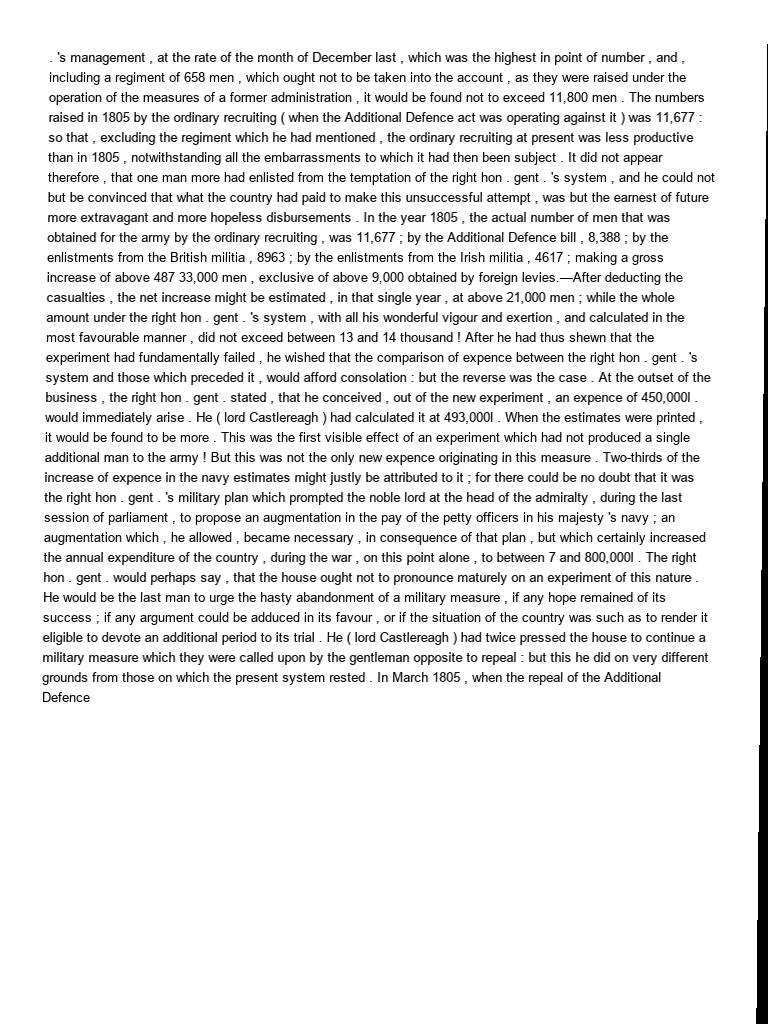 . 's management , at the rate of the month of December last , which was the highest in point of number , and ,
including a regiment of 658 men , which ought not to be taken into the account , as they were raised under the
operation of the measures of a former administration , it would be found not to exceed 11,800 men . The numbers
raised in 1805 by the ordinary recruiting ( when the Additional Defence act was operating against it ) was 11,677 :
so that , excluding the regiment which he had mentioned , the ordinary recruiting at present was less productive
than in 1805 , notwithstanding all the embarrassments to which it had then been subject . It did not appear
therefore , that one man more had enlisted from the temptation of the right hon . gent . 's system , and he could not
but be convinced that what the country had paid to make this unsuccessful attempt , was but the earnest of future
more extravagant and more hopeless disbursements . In the year 1805 , the actual number of men that was
obtained for the army by the ordinary recruiting , was 11,677 ; by the Additional Defence bill , 8,388 ; by the
enlistments from the British militia , 8963 ; by the enlistments from the Irish militia , 4617 ; making a gross
increase of above 487 33,000 men , exclusive of above 9,000 obtained by foreign levies.—After deducting the
casualties , the net increase might be estimated , in that single year , at above 21,000 men ; while the whole
amount under the right hon . gent . 's system , with all his wonderful vigour and exertion , and calculated in the
most favourable manner , did not exceed between 13 and 14 thousand ! After he had thus shewn that the
experiment had fundamentally failed , he wished that the comparison of expence between the right hon . gent . 's
system and those which preceded it , would afford consolation : but the reverse was the case . At the outset of the
business , the right hon . gent . stated , that he conceived , out of the new experiment , an expence of 450,000l .
would immediately arise . He ( lord Castlereagh ) had calculated it at 493,000l . When the estimates were printed ,
it would be found to be more . This was the first visible effect of an experiment which had not produced a single
additional man to the army ! But this was not the only new expence originating in this measure . Two-thirds of the
increase of expence in the navy estimates might justly be attributed to it ; for there could be no doubt that it was
the right hon . gent . 's military plan which prompted the noble lord at the head of the admiralty , during the last
session of parliament , to propose an augmentation in the pay of the petty officers in his majesty 's navy ; an
augmentation which , he allowed , became necessary , in consequence of that plan , but which certainly increased
the annual expenditure of the country , during the war , on this point alone , to between 7 and 800,000l . The right
hon . gent . would perhaps say , that the house ought not to pronounce maturely on an experiment of this nature .
He would be the last man to urge the hasty abandonment of a military measure , if any hope remained of its
success ; if any argument could be adduced in its favour , or if the situation of the country was such as to render it
eligible to devote an additional period to its trial . He ( lord Castlereagh ) had twice pressed the house to continue a
military measure which they were called upon by the gentleman opposite to repeal : but this he did on very different
grounds from those on which the present system rested . In March 1805 , when the repeal of the Additional
Defence